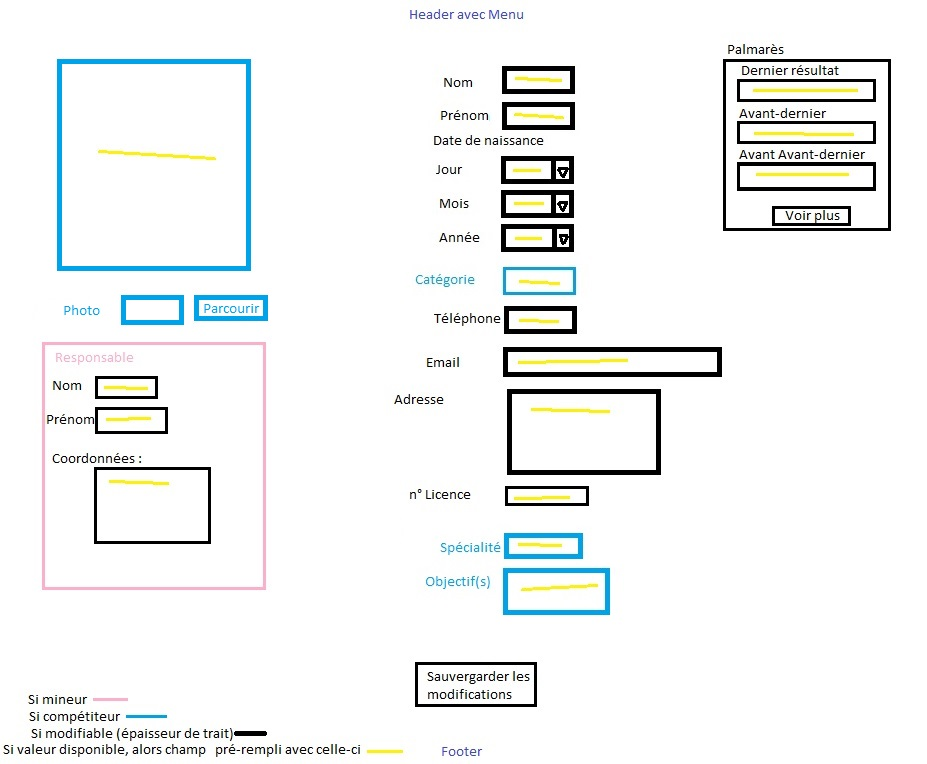 Header avec Menu
Photo
Parcourir
Responsable
Nom
Prénom
Coordonnées :
Nom
Prénom
Date de naissance
Jour
Mois
Année
Catégorie
Téléphone
Email
Adresse
n° Licence
Spécialité
Objectif(s)
Palmarès
Dernier résultat
Avant-dernier
Avant Avant-dernier
Voir plus
Sauvergarder les
modifications
Si mineur
Si compétiteur
Si modifiable (épaisseur de trait)
Si valeur disponible, alors champ pré-rempli avec celle-ci
Footer